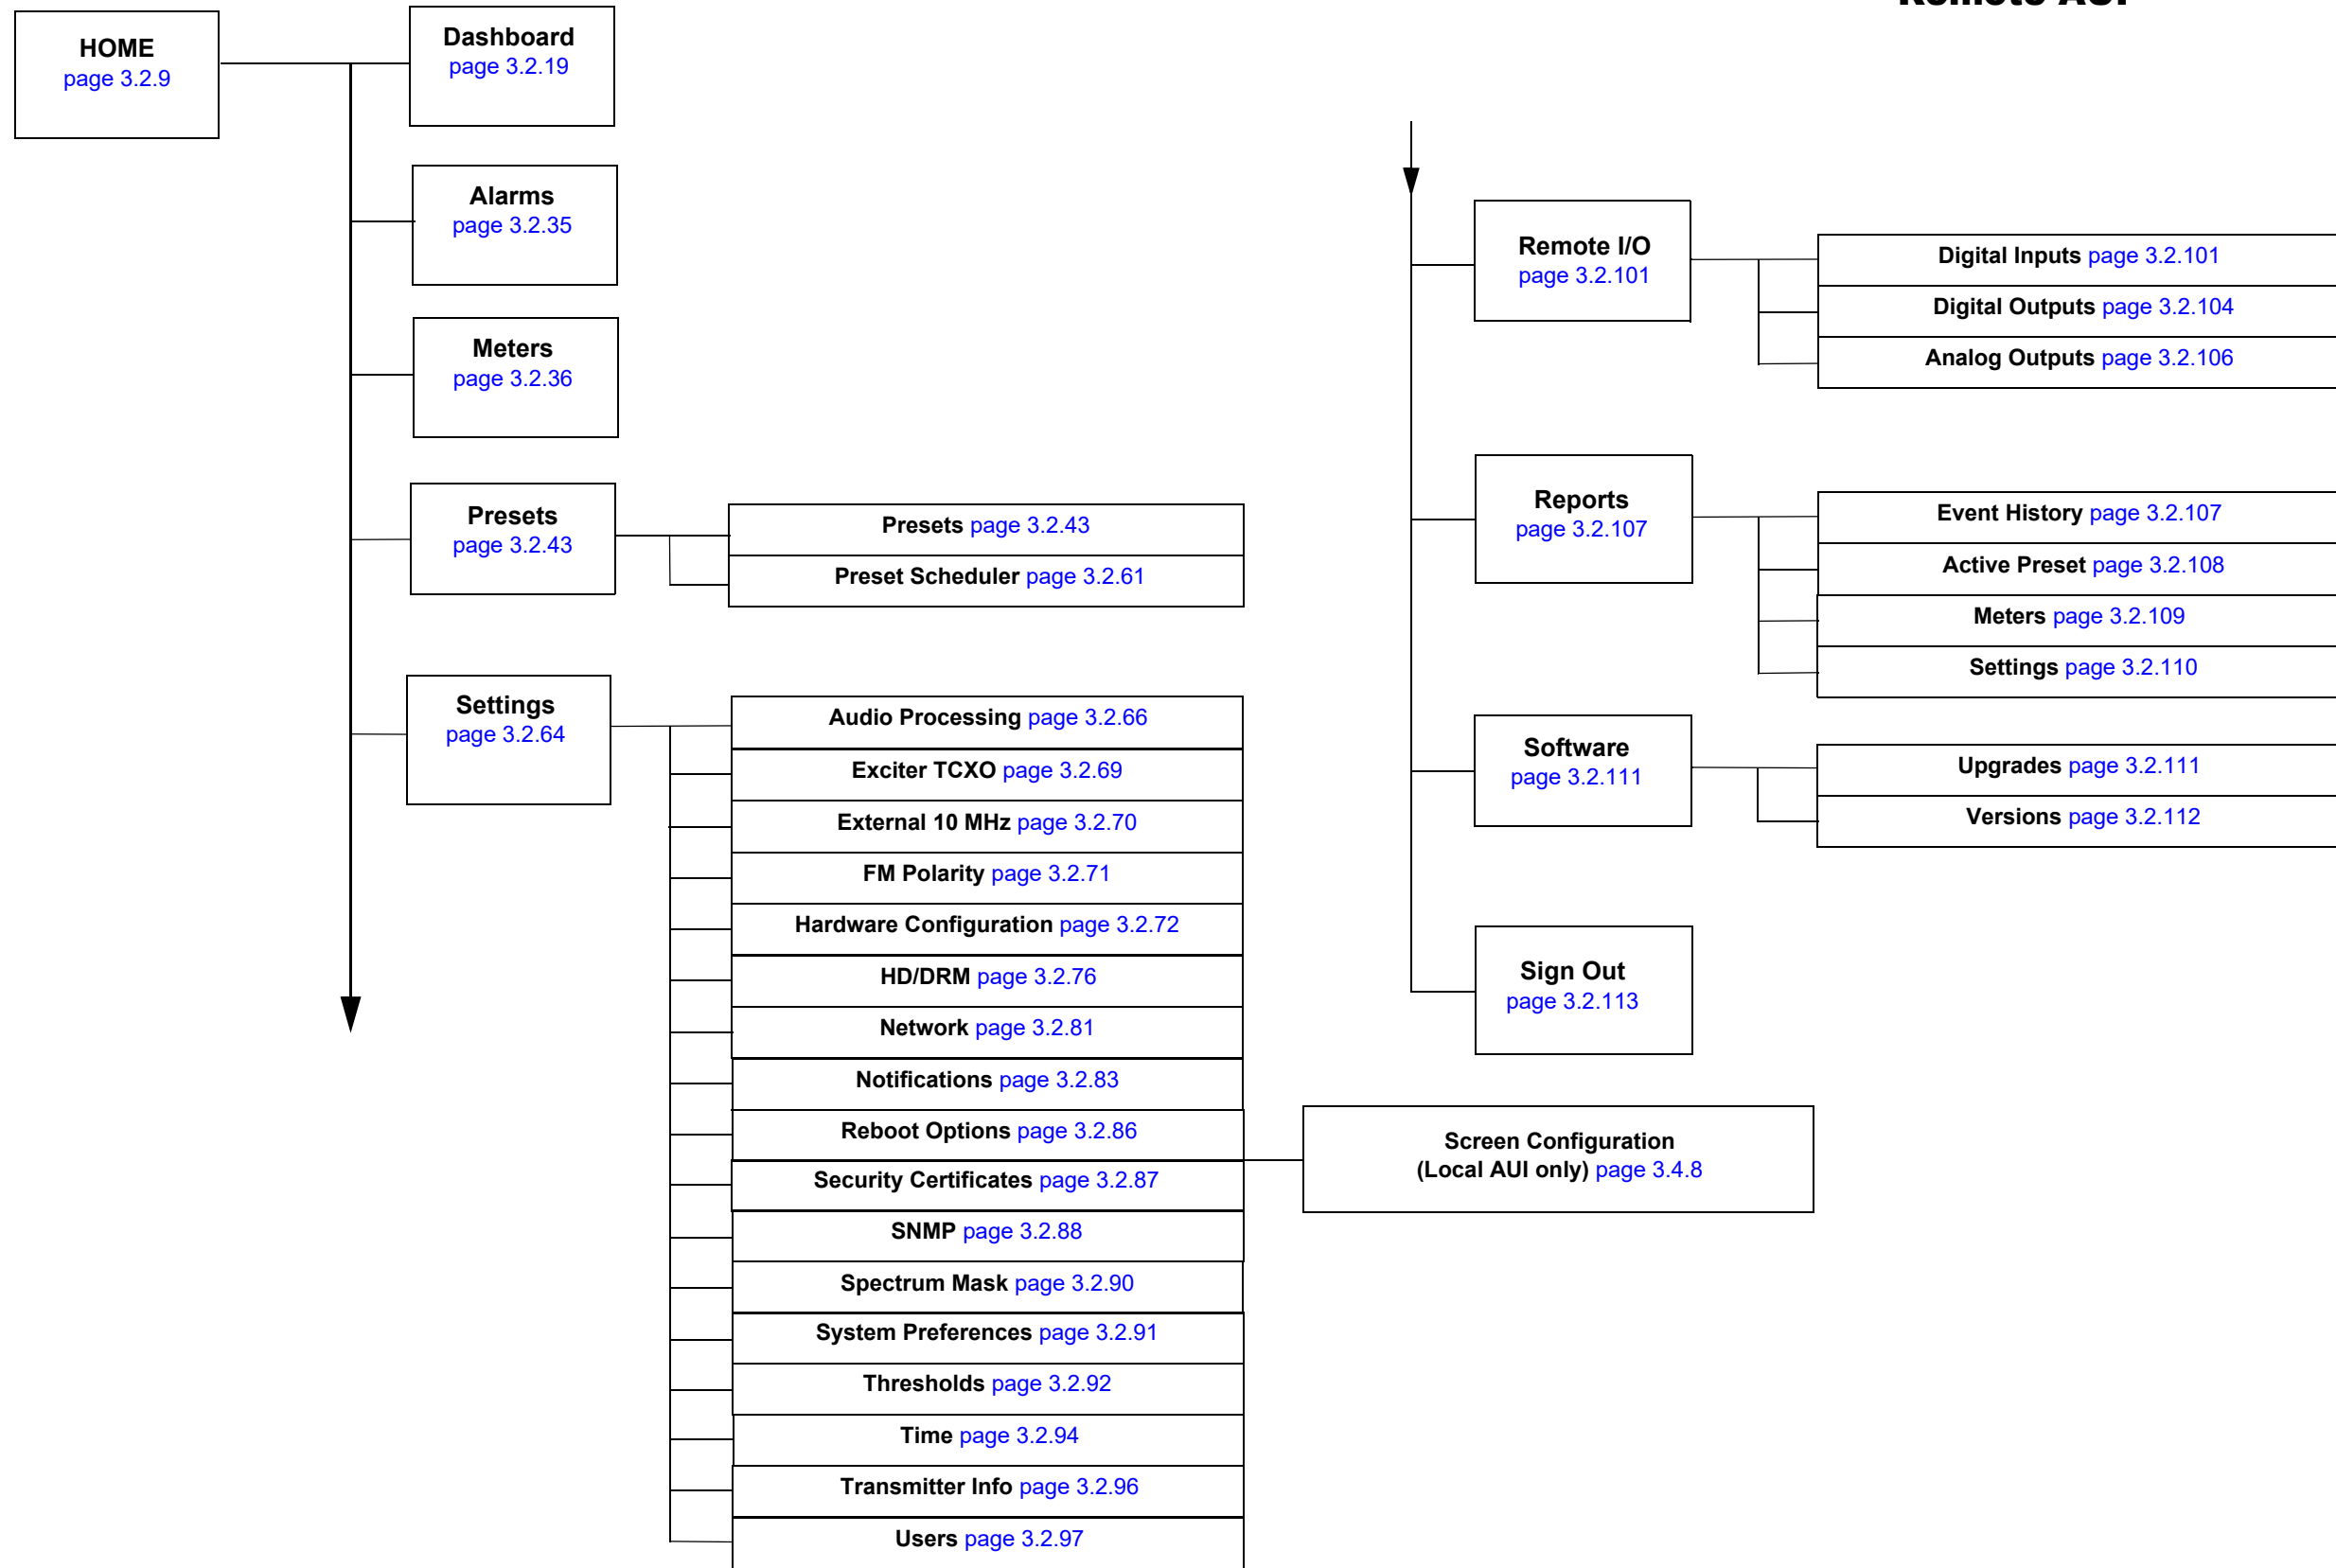 Remote AUI
HOME
page 3.2.9
Dashboard
page 3.2.19
Alarms
page 3.2.35
Meters
page 3.2.36
Presets
page 3.2.43
Presets page 3.2.43
Preset Scheduler page 3.2.61
Settings
page 3.2.64
Audio Processing page 3.2.66
Exciter TCXO page 3.2.69
External 10 MHz page 3.2.70
FM Polarity page 3.2.71
Hardware Configuration page 3.2.72
HD/DRM page 3.2.76
Network page 3.2.81
Notifications page 3.2.83
Reboot Options page 3.2.86
Security Certificates page 3.2.87
SNMP page 3.2.88
Spectrum Mask page 3.2.90
System Preferences page 3.2.91
Thresholds page 3.2.92
Time page 3.2.94
Transmitter Info page 3.2.96
Users page 3.2.97
Screen Configuration
(Local AUI only) page 3.4.8
Remote I/O
page 3.2.101
Digital Inputs page 3.2.101
Digital Outputs page 3.2.104
Analog Outputs page 3.2.106
Reports
page 3.2.107
Event History page 3.2.107
Active Preset page 3.2.108
Meters page 3.2.109
Settings page 3.2.110
Software
page 3.2.111
Upgrades page 3.2.111
Versions page 3.2.112
Sign Out
page 3.2.113